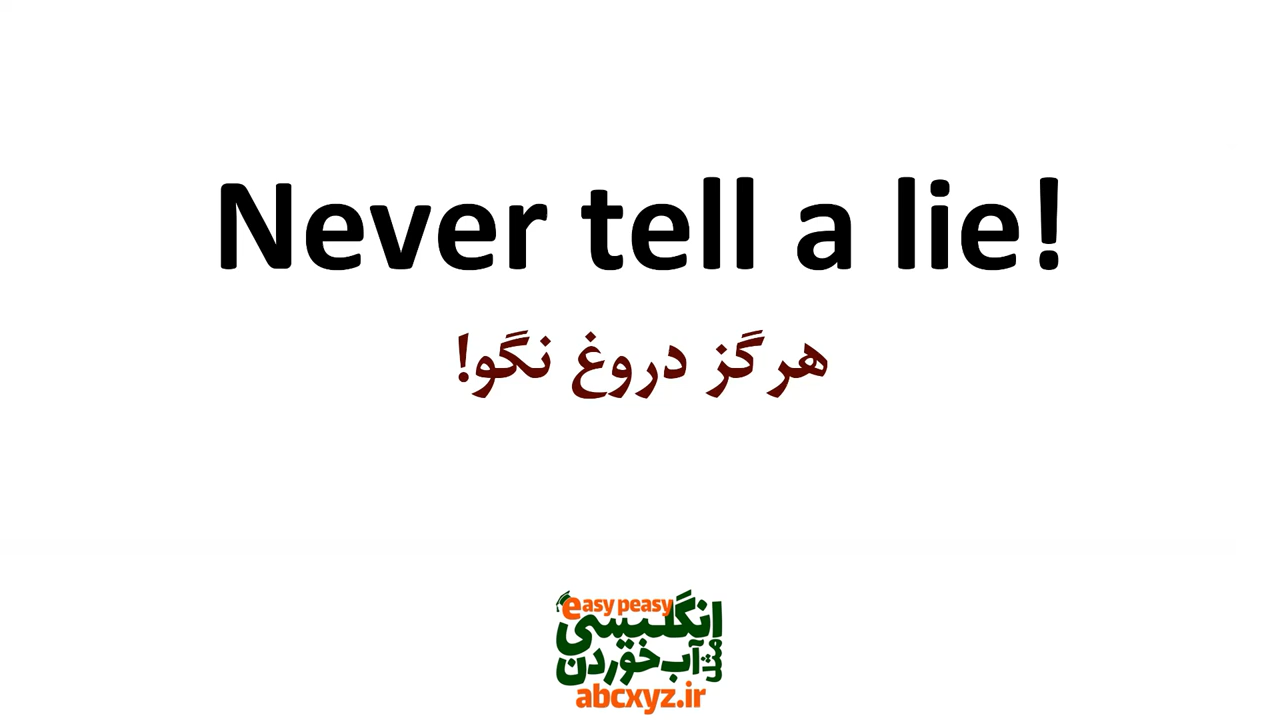 Never tell a lie!
هرگز دروغ نگو!
easy peasy
انگلیسی
مثل آب خوردن
abcxyz.ir